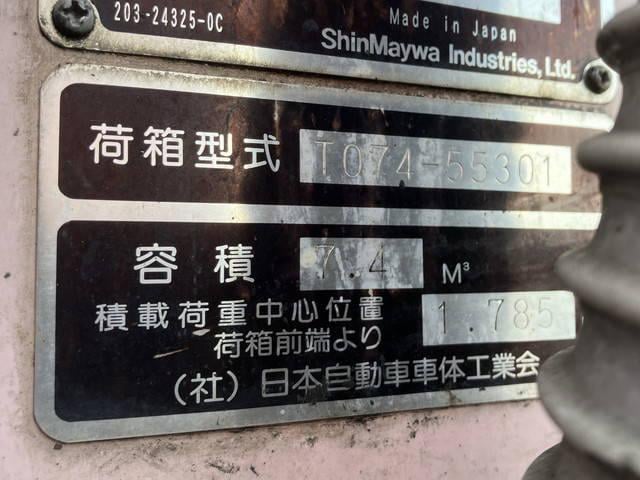 203-24325-0C
Made in Japan
ShinMaywa Industries, Ltd.
荷箱型式 T074-55301
容積 7.4 M³
積載荷重中心位置
荷箱前端より 1.785
(社)日本自動車車体工業会